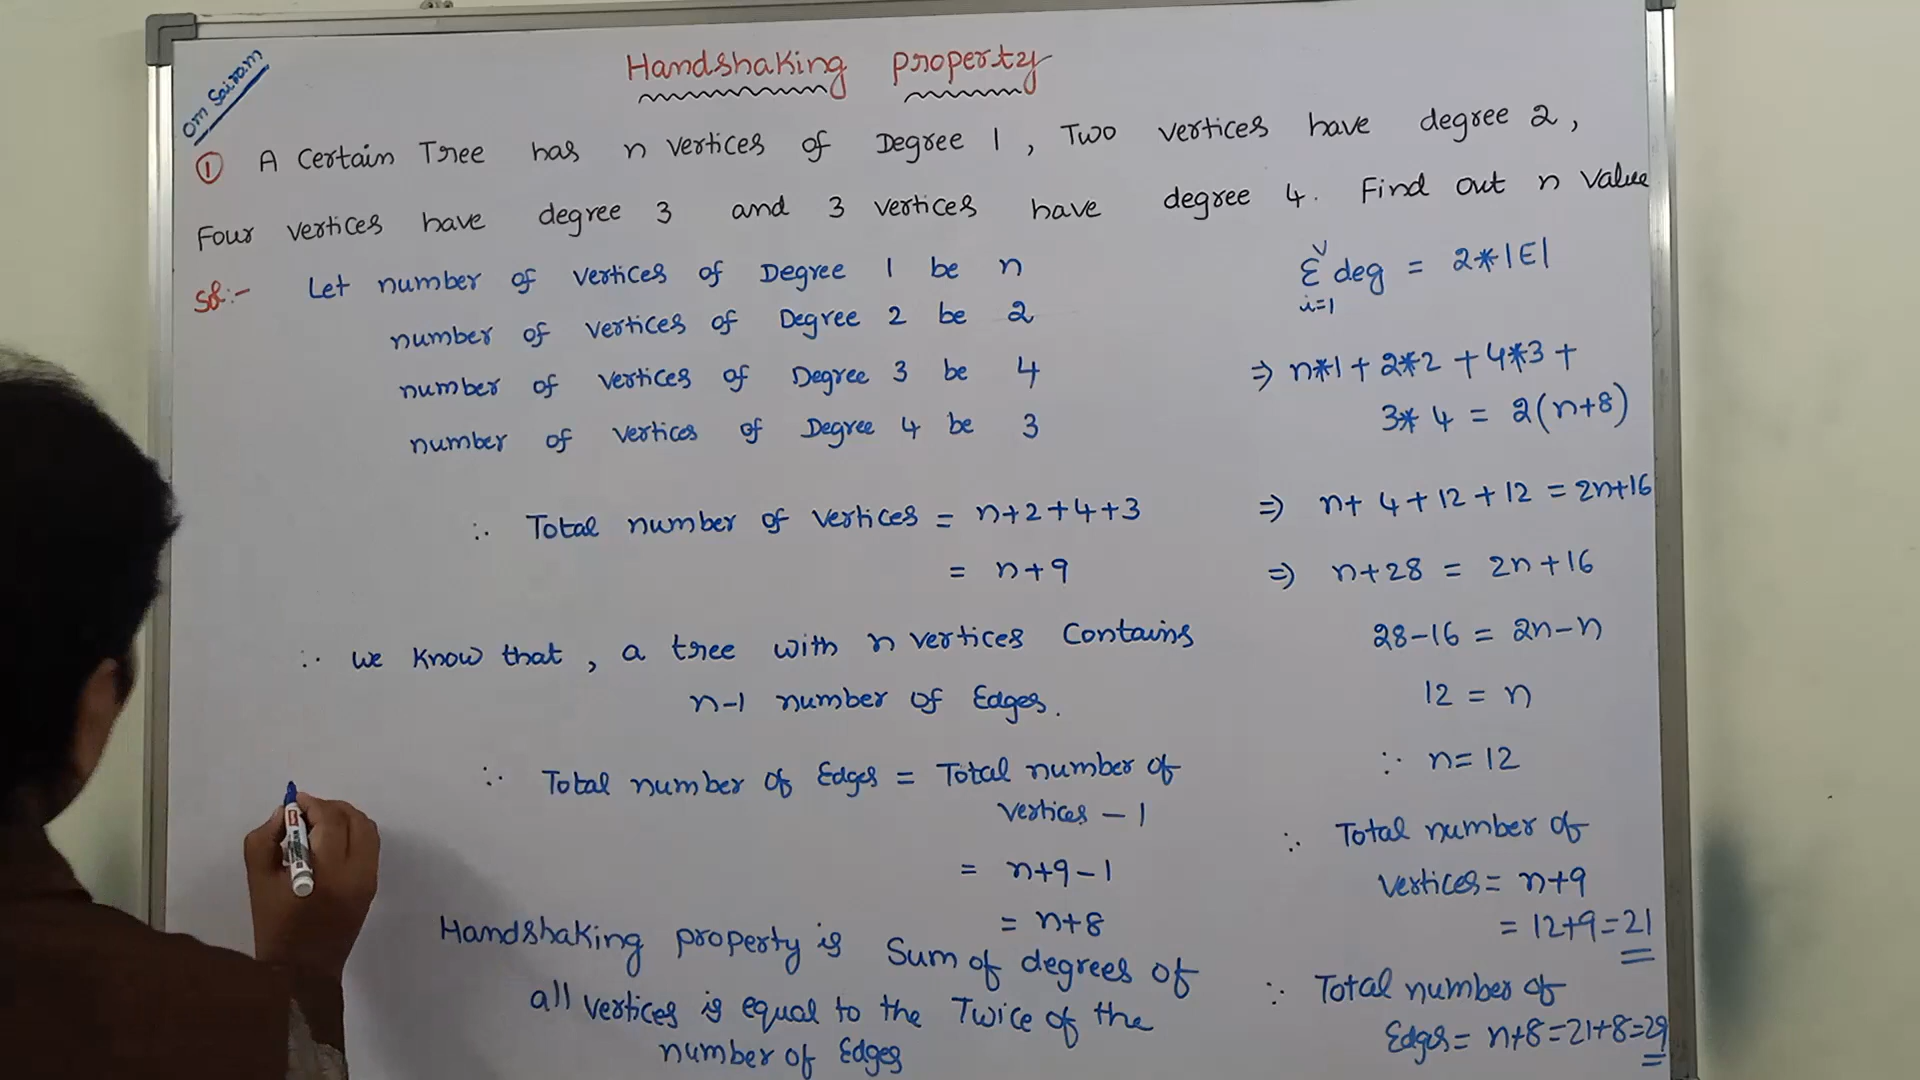 Om Sairam
Handshaking property
① A Certain Tree has n vertices of Degree 1, Two vertices have degree 2,
Four vertices have degree 3 and 3 vertices have degree 4. Find out n value
Sol:- Let number of vertices of Degree 1 be n
number of vertices of Degree 2 be 2
number of vertices of Degree 3 be 4
number of vertices of Degree 4 be 3
∴ Total number of vertices = n+2+4+3
= n+9
∵ we know that, a tree with n vertices Contains
n-1 number of Edges.
∴ Total number of Edges = Total number of
vertices - 1
= n+9-1
= n+8
Handshaking property is Sum of degrees of
all vertices is equal to the Twice of the
number of Edges
v
Σ deg = 2*|E|
i=1
⇒ n*1 + 2*2 + 4*3 +
3*4 = 2(n+8)
⇒ n+ 4+12+12 = 2n+16
⇒ n+28 = 2n+16
28-16 = 2n-n
12 = n
∴ n=12
∴ Total number of
vertices = n+9
= 12+9=21
∴ Total number of
Edges = n+8=21+8=29